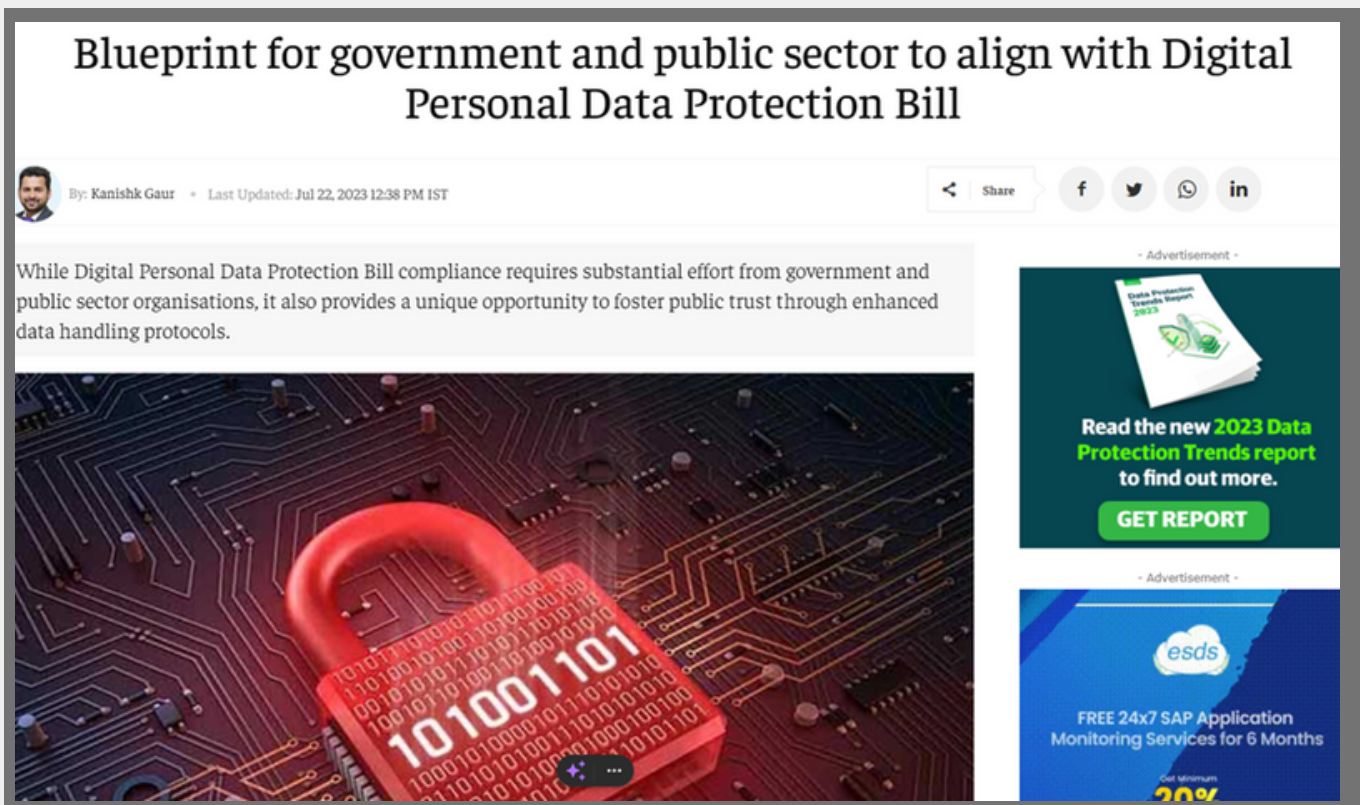 Blueprint for government and public sector to align with Digital
Personal Data Protection Bill
By: Kanishk Gaur • Last Updated: Jul 22, 2023 12:38 PM IST
Share
While Digital Personal Data Protection Bill compliance requires substantial effort from government and
public sector organisations, it also provides a unique opportunity to foster public trust through enhanced
data handling protocols.
101001101
- Advertisement -
Data Protection
Trends Report
2023
Read the new 2023 Data
Protection Trends report
to find out more.
GET REPORT
- Advertisement -
esds
FREE 24x7 SAP Application
Monitoring Services for 6 Months
Get Minimum
20%